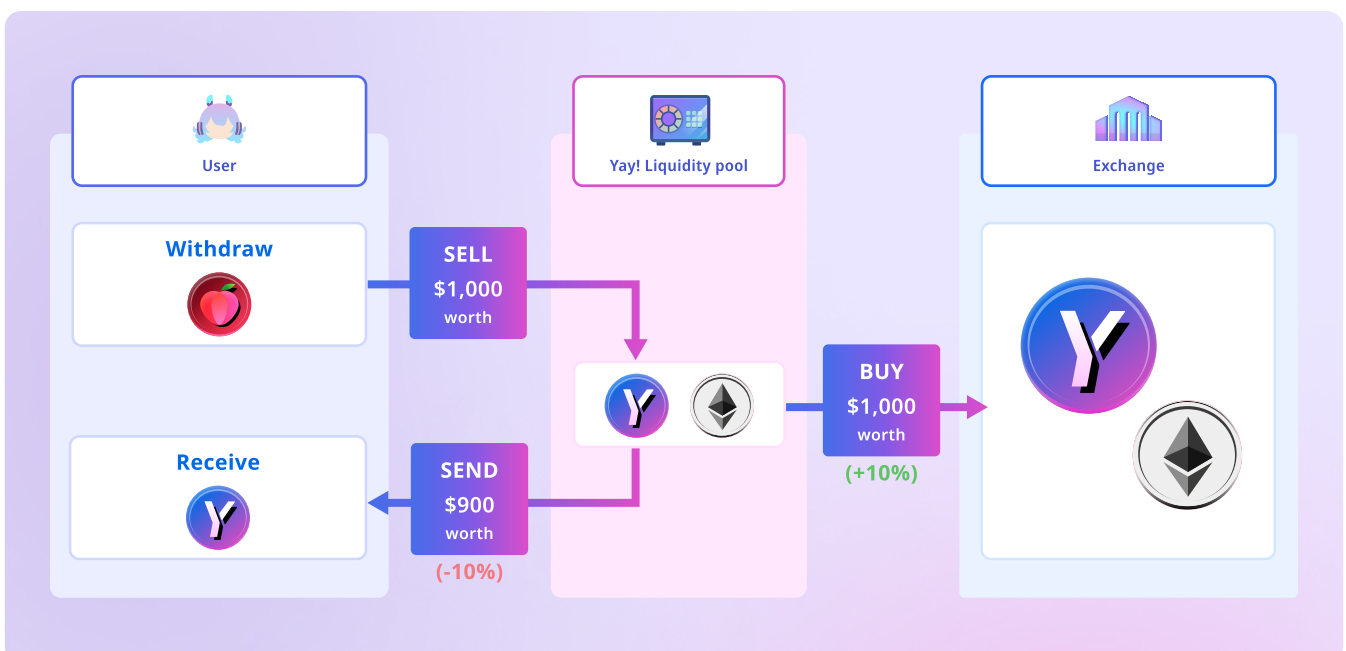 User
Yay! Liquidity pool
Exchange
Withdraw
SELL
$1,000
worth
BUY
$1,000
worth
(+10%)
Receive
SEND
$900
worth
(-10%)